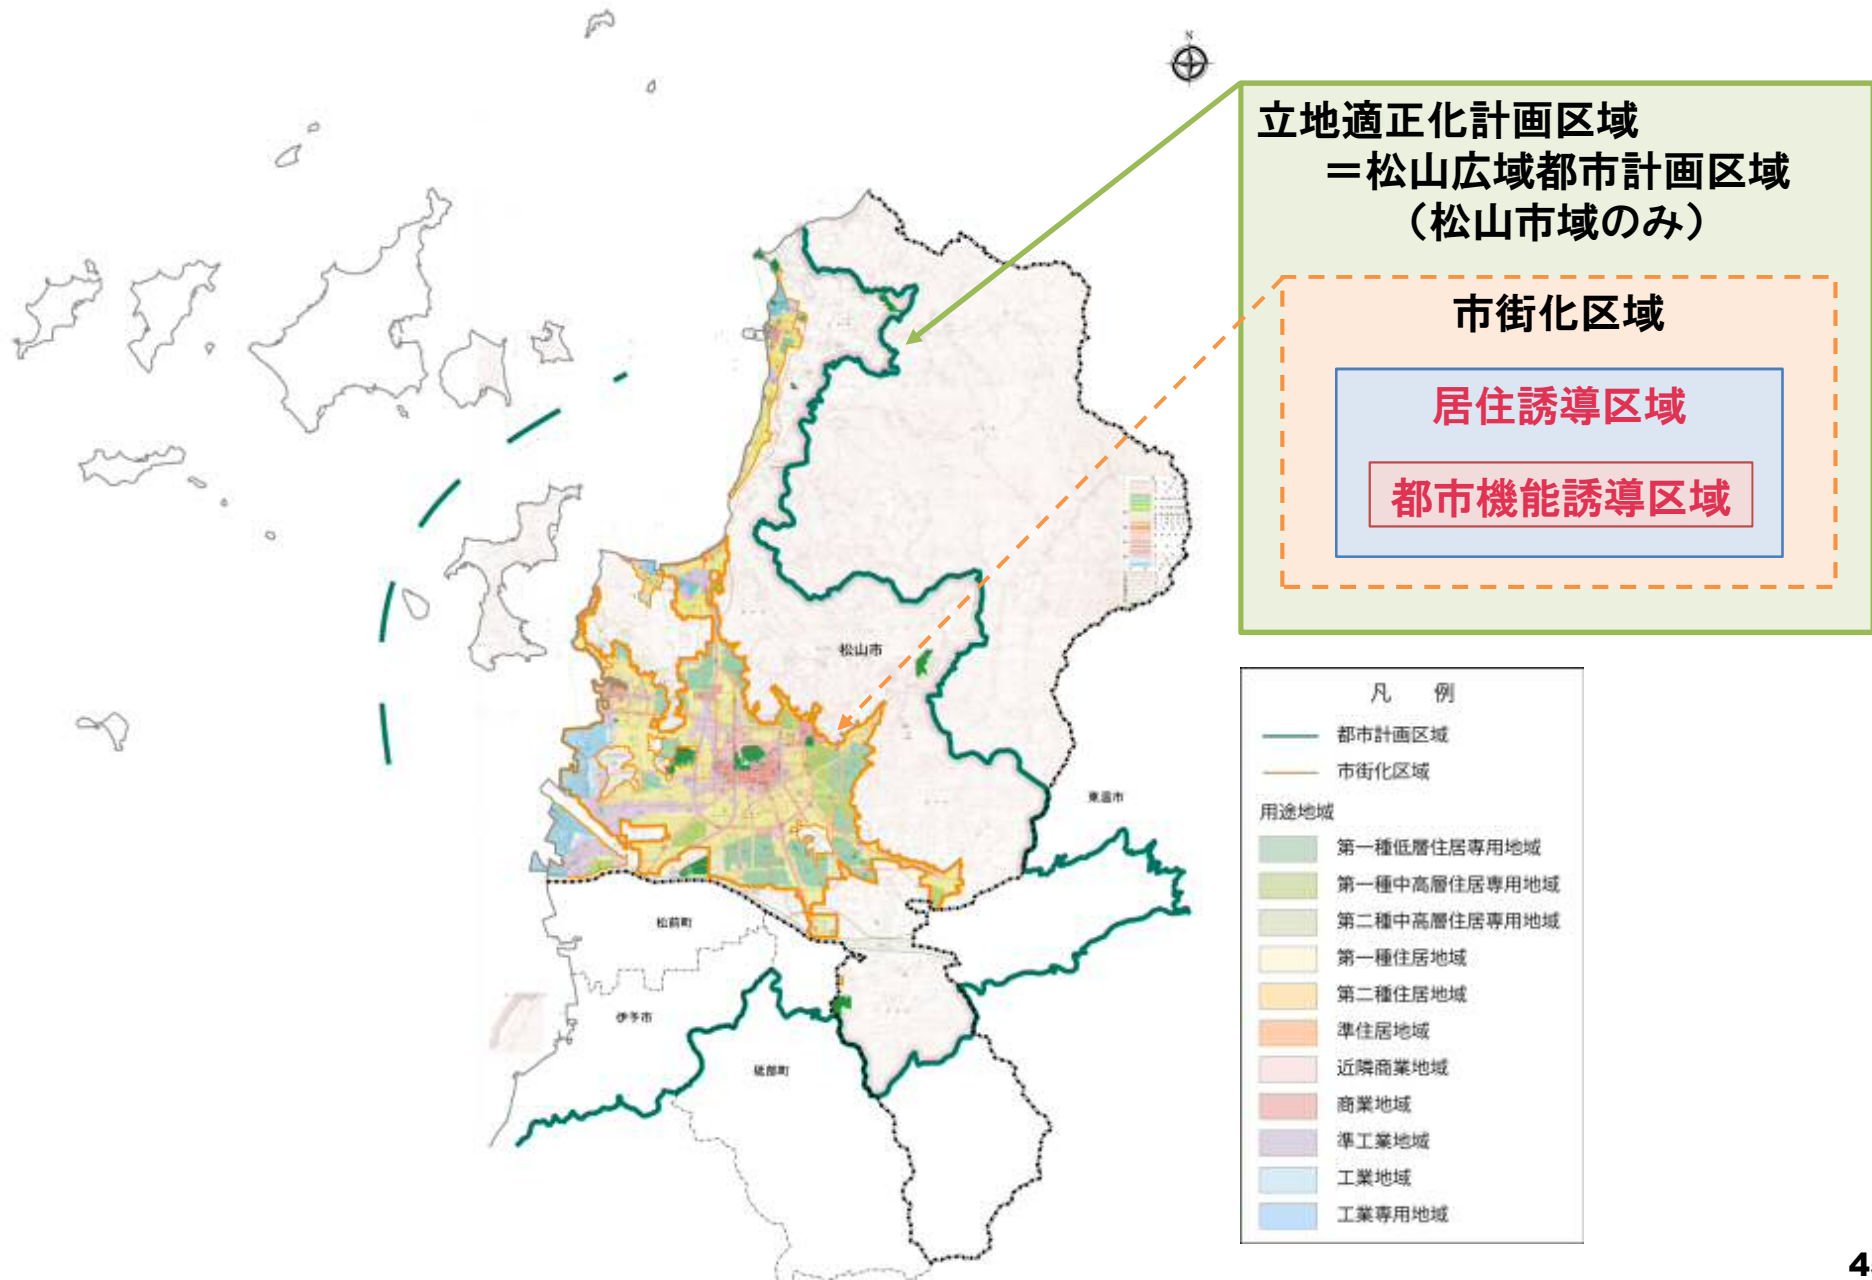 N
立地適正化計画区域
＝松山広域都市計画区域
（松山市域のみ）
市街化区域
居住誘導区域
都市機能誘導区域
松山市
東温市
松前町
伊予市
砥部町
凡　例
都市計画区域
市街化区域
用途地域
第一種低層住居専用地域
第一種中高層住居専用地域
第二種中高層住居専用地域
第一種住居地域
第二種住居地域
準住居地域
近隣商業地域
商業地域
準工業地域
工業地域
工業専用地域
4